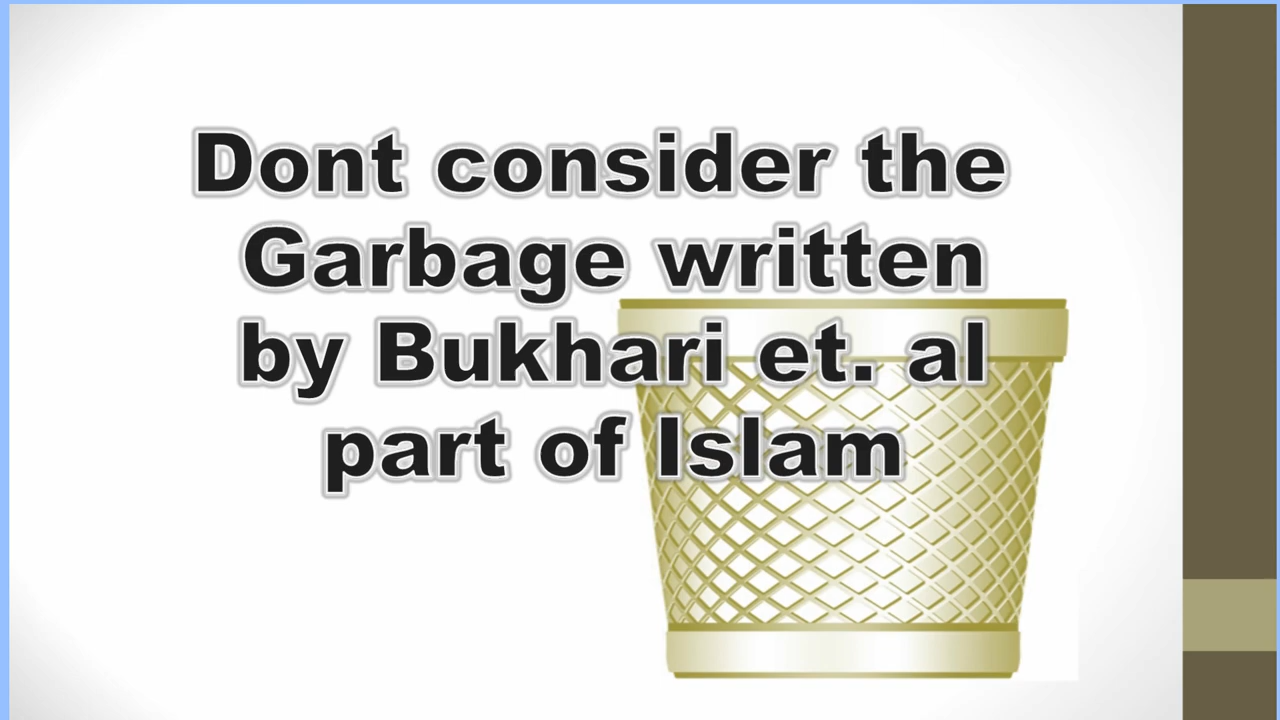 Dont consider the
Garbage written
by Bukhari et. al
part of Islam